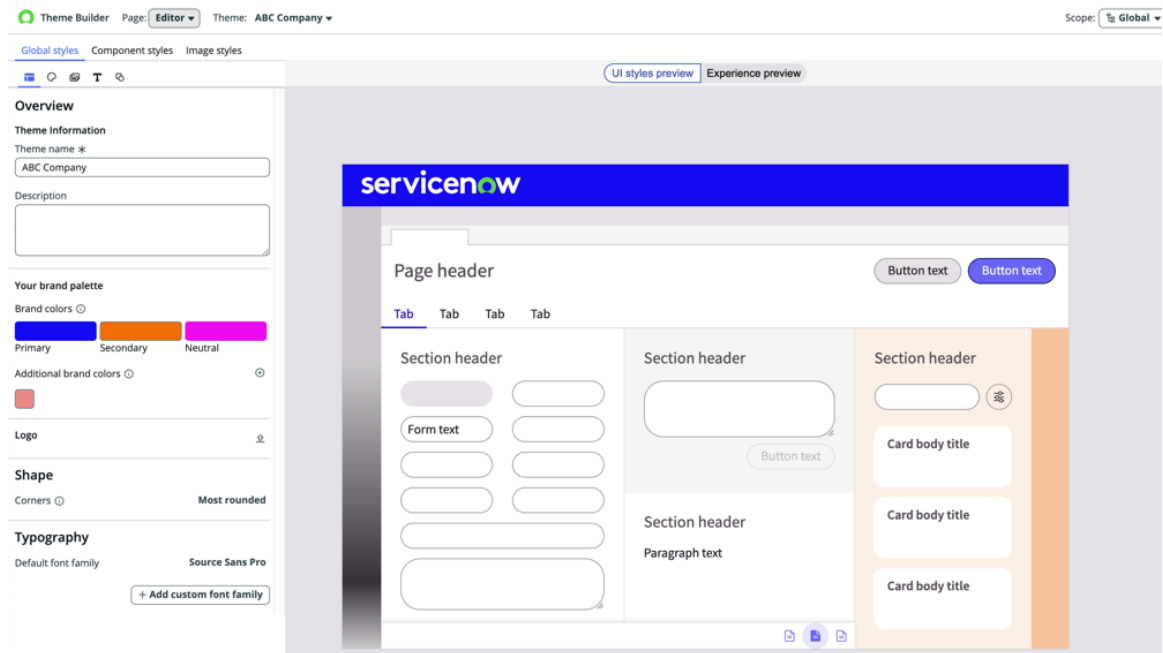 Theme Builder Page: Editor Theme: ABC Company Scope: Global
Global styles Component styles Image styles
UI styles preview Experience preview
Overview
Theme Information
Theme name *
ABC Company
Description
Your brand palette
Brand colors
Primary Secondary Neutral
Additional brand colors
Logo
Shape
Corners Most rounded
Typography
Default font family Source Sans Pro
+ Add custom font family
servicenow
Page header Button text Button text
Tab Tab Tab Tab
Section header
Form text
Section header
Button text
Section header
Paragraph text
Section header
Card body title
Card body title
Card body title